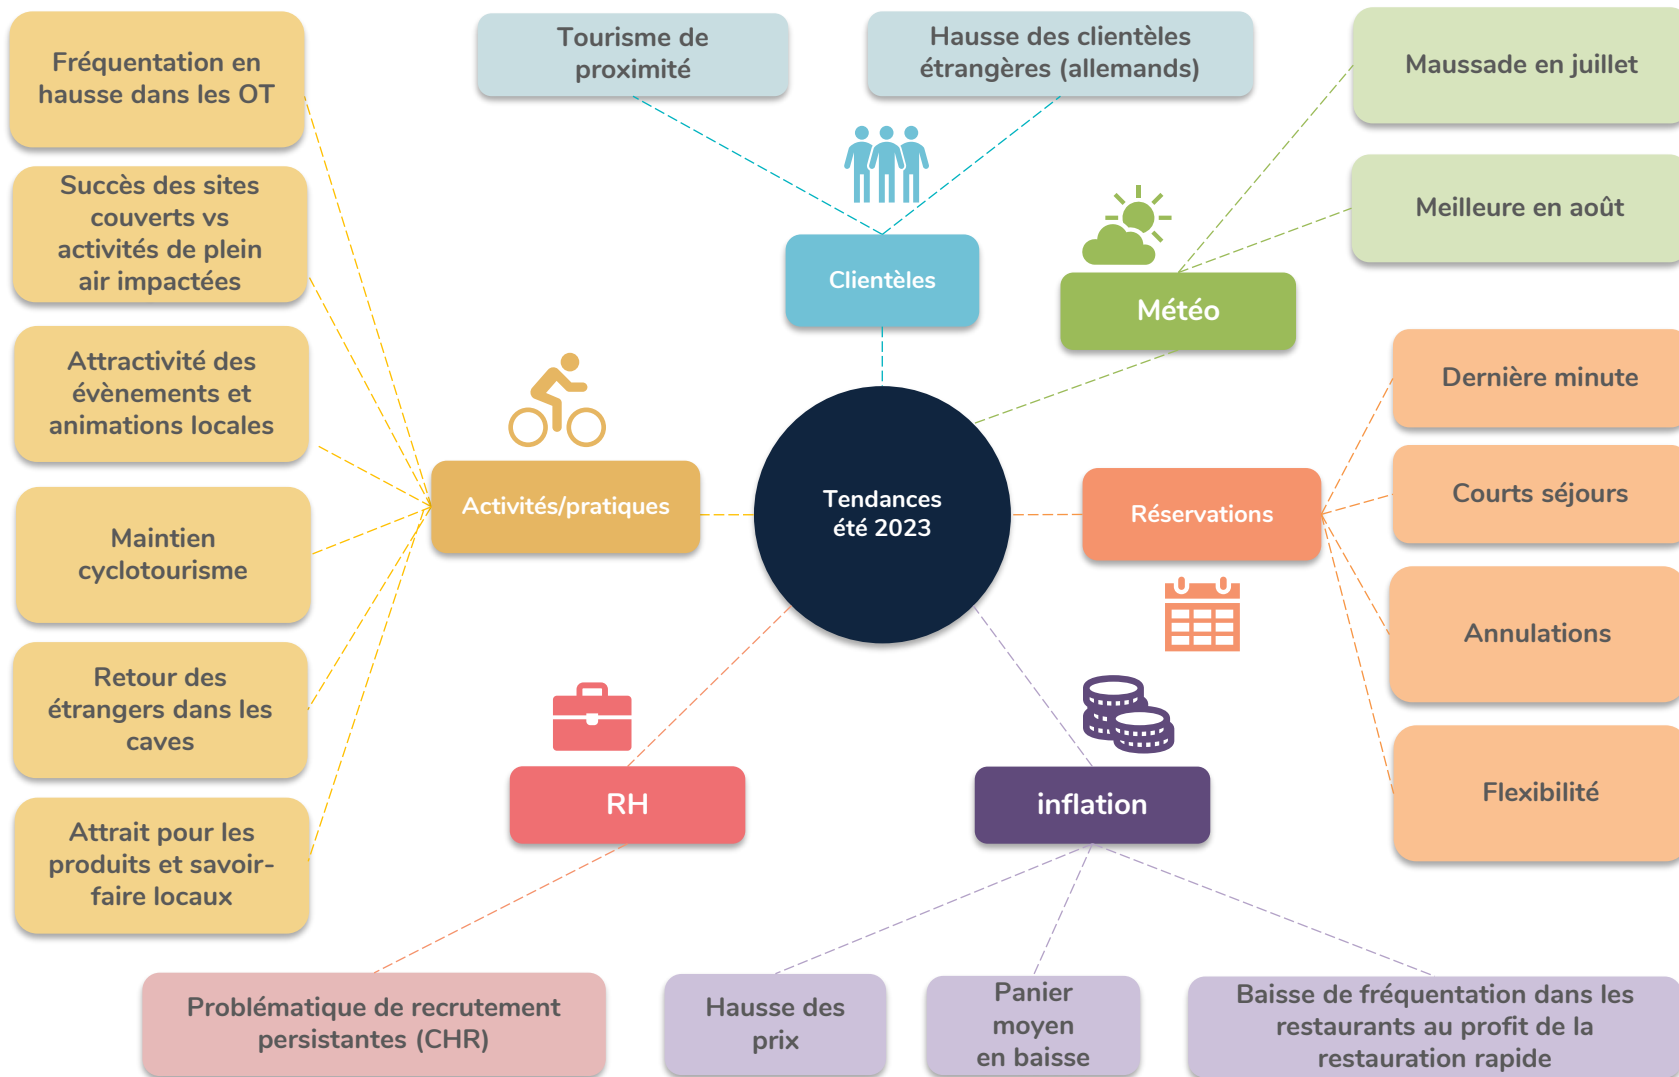 Fréquentation en
hausse dans les OT
Succès des sites
couverts vs
activités de plein
air impactées
Attractivité des
évènements et
animations locales
Maintien
cyclotourisme
Retour des
étrangers dans les
caves
Attrait pour les
produits et savoir-
faire locaux
Activités/pratiques
Tourisme de
proximité
Hausse des clientèles
étrangères (allemands)
Clientèles
Maussade en juillet
Meilleure en août
Météo
Tendances
été 2023
Réservations
Dernière minute
Courts séjours
Annulations
Flexibilité
RH
Problématique de recrutement
persistantes (CHR)
inflation
Hausse des
prix
Panier
moyen
en baisse
Baisse de fréquentation dans les
restaurants au profit de la
restauration rapide